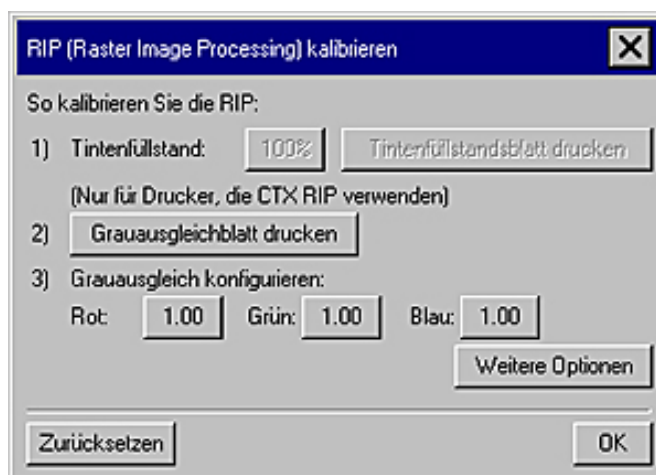 RIP (Raster Image Processing) kalibrieren
So kalibrieren Sie die RIP:
1) Tintenfüllstand: 100% Tintenfüllstandsblatt drucken
(Nur für Drucker, die CTX RIP verwenden)
2) Grauausgleichblatt drucken
3) Grauausgleich konfigurieren:
Rot: 1.00 Grün: 1.00 Blau: 1.00
Weitere Optionen
Zurücksetzen OK